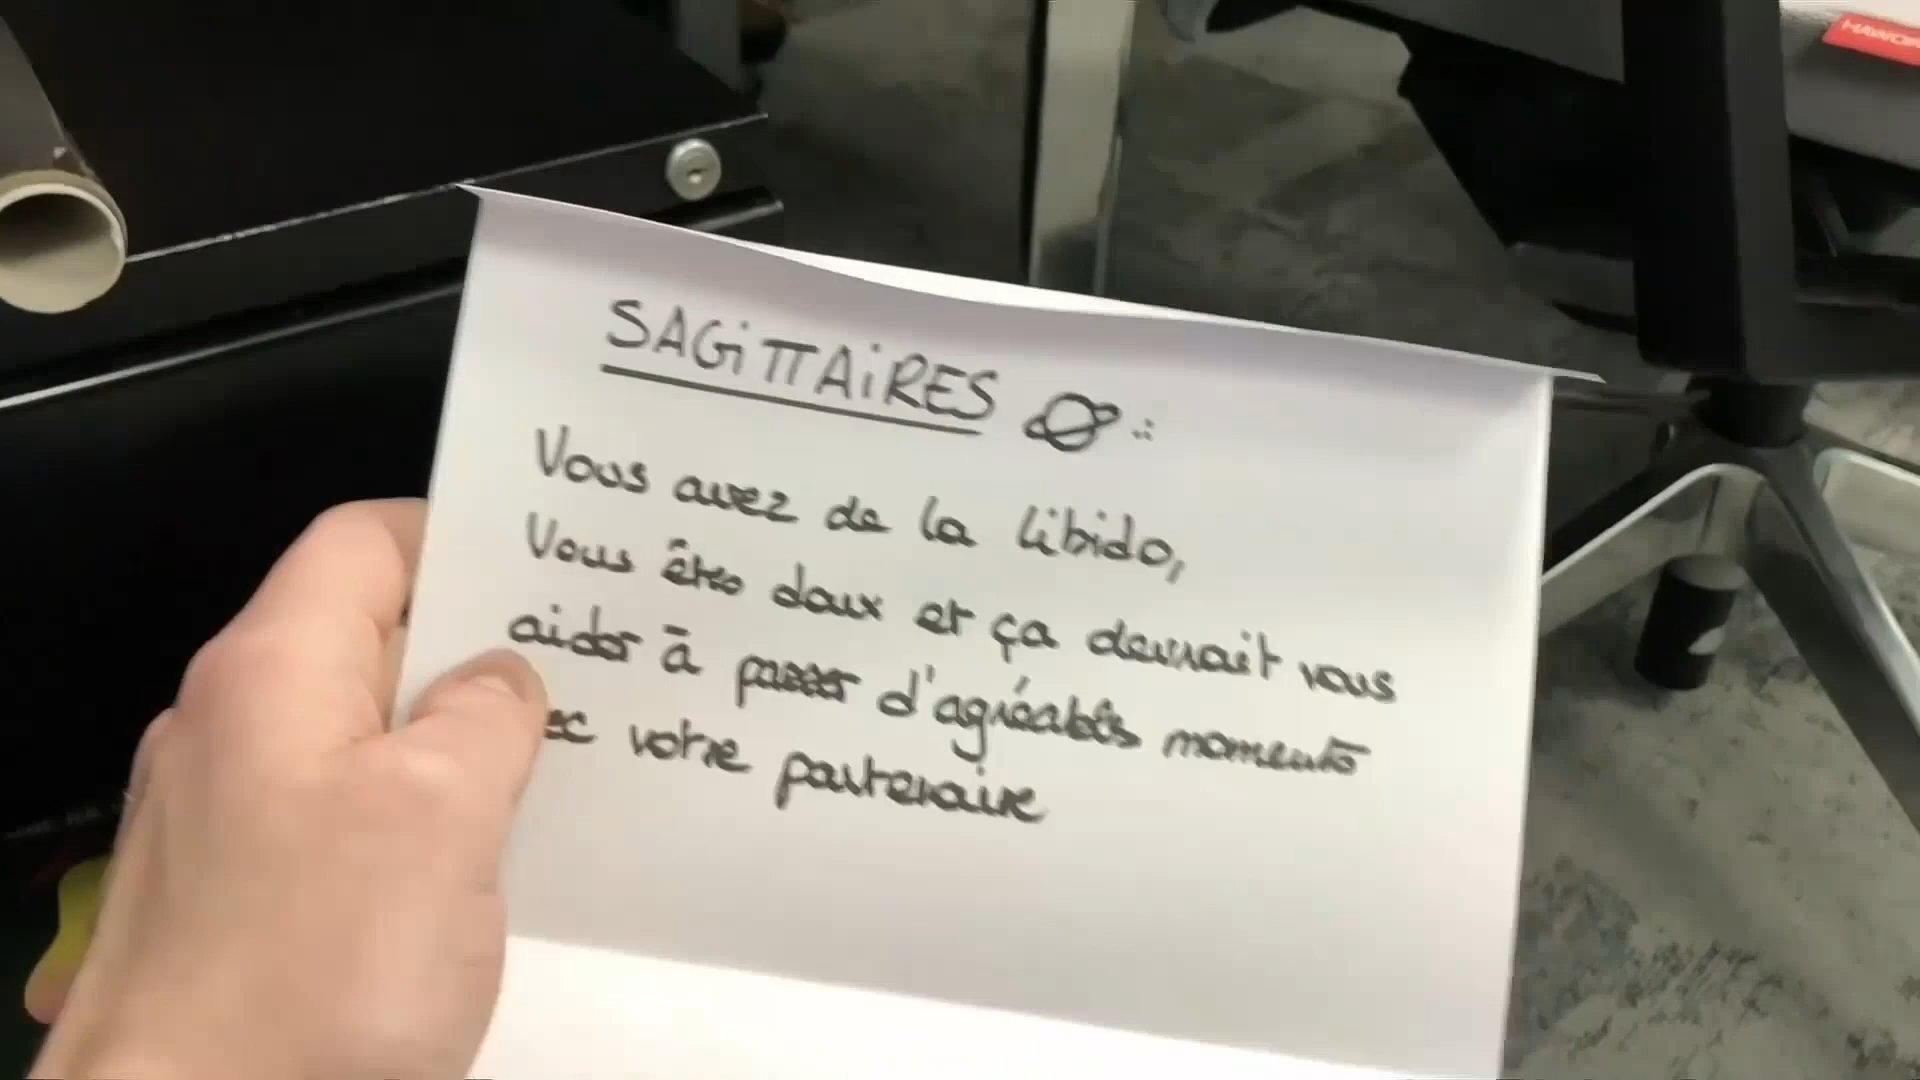 SAGiTTAiRES :
Vous avez de la libido,
Vous êtes doux et ça devrait vous
aider à passer d'agréables moments
ec votre partenaire